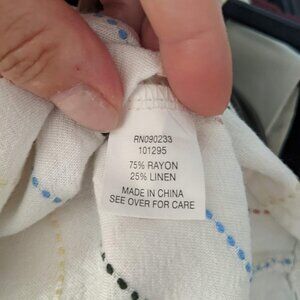 RN090233
101295
75% RAYON
25% LINEN
MADE IN CHINA
SEE OVER FOR CARE